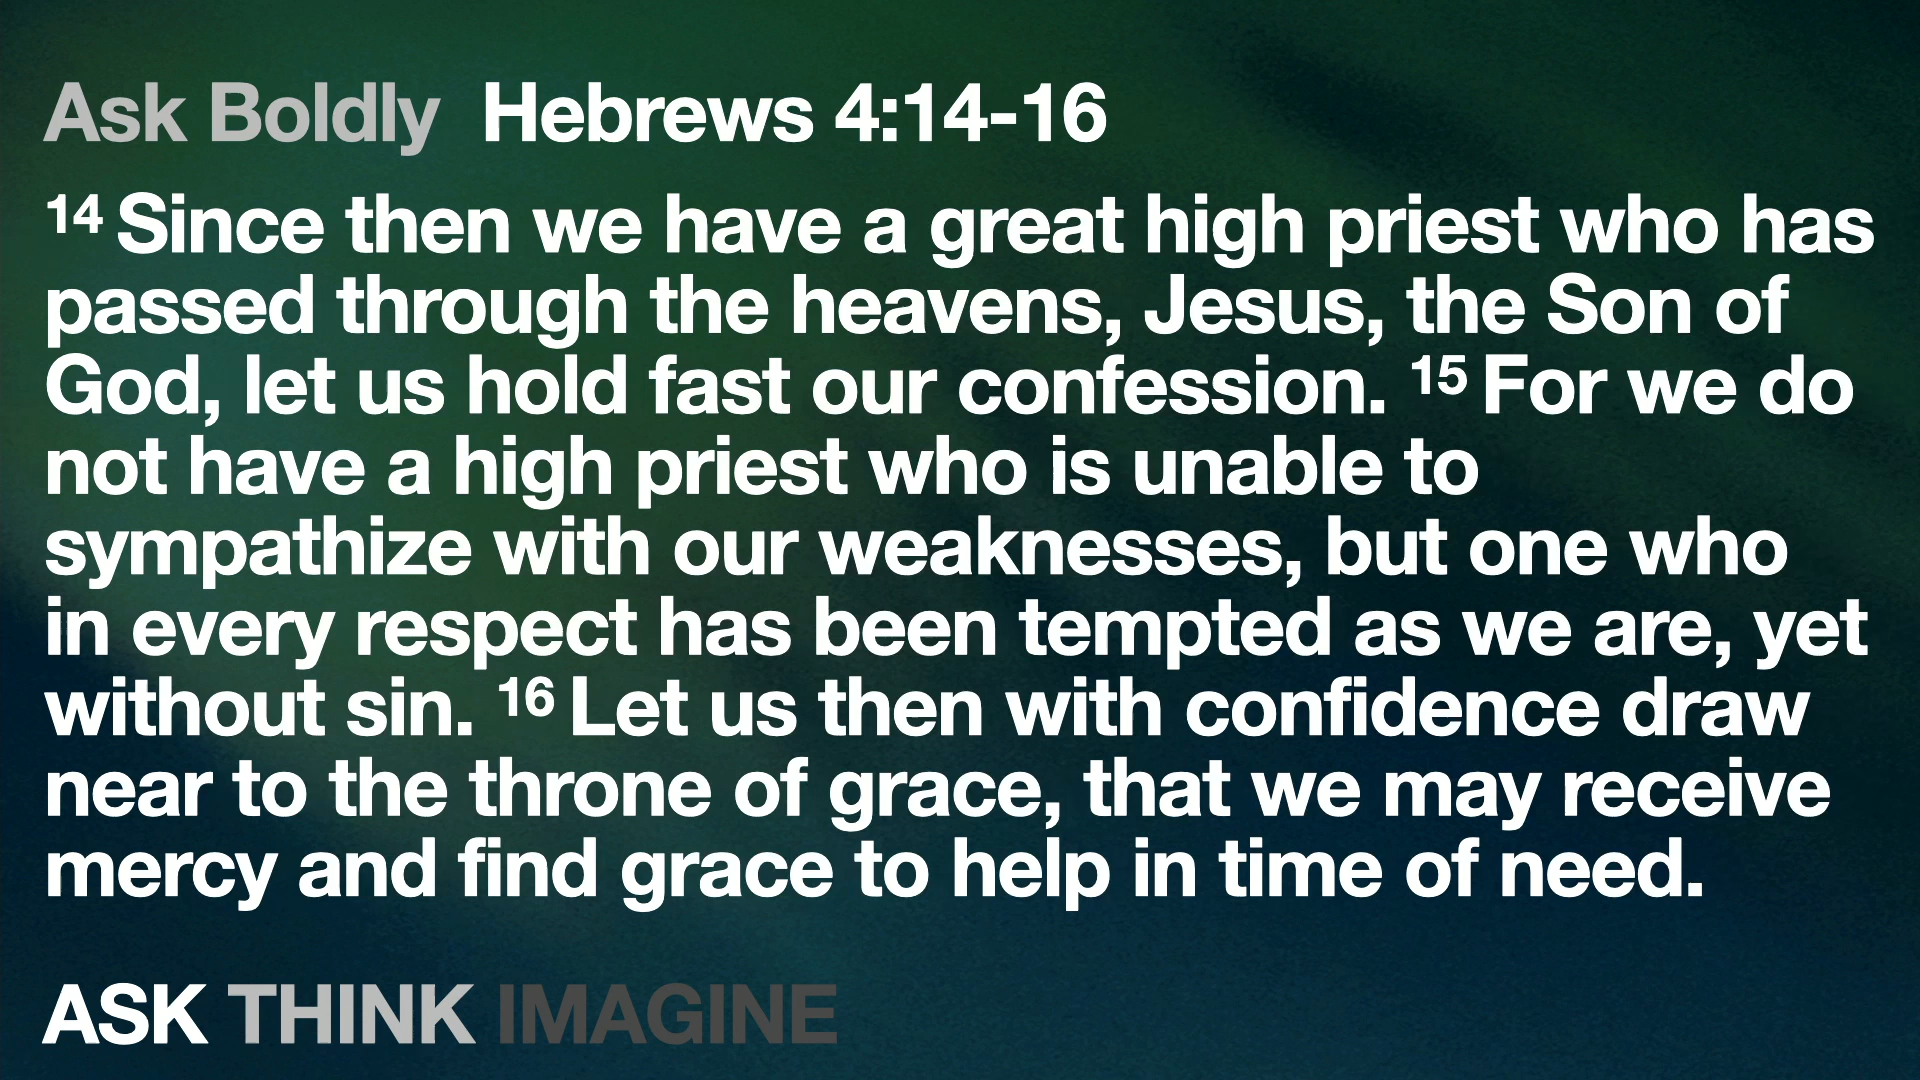 Ask Boldly Hebrews 4:14-16
14 Since then we have a great high priest who has
passed through the heavens, Jesus, the Son of
God, let us hold fast our confession. 15 For we do
not have a high priest who is unable to
sympathize with our weaknesses, but one who
in every respect has been tempted as we are, yet
without sin. 16 Let us then with confidence draw
near to the throne of grace, that we may receive
mercy and find grace to help in time of need.
ASK THINK IMAGINE